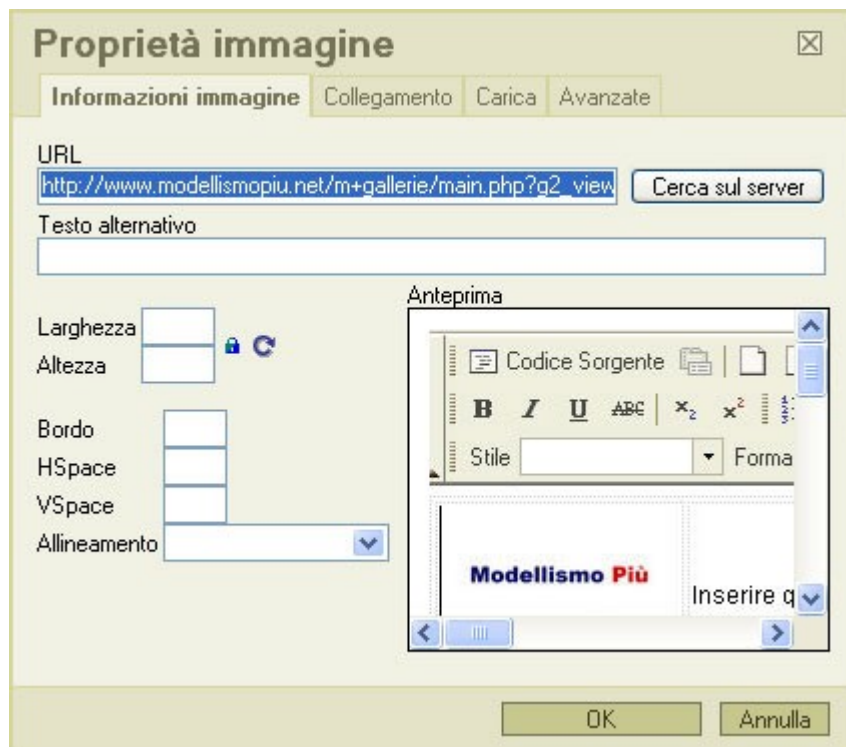 Proprietà immagine
Informazioni immagine Collegamento Carica Avanzate
URL
http://www.modellismopiu.net/m+gallerie/main.php?g2_view Cerca sul server
Testo alternativo
Anteprima
Larghezza
Altezza
Codice Sorgente
B I U ABC x₂ x²
Bordo
Stile Forma
HSpace
VSpace
Allineamento
Modellismo Più
Inserire q
OK Annulla